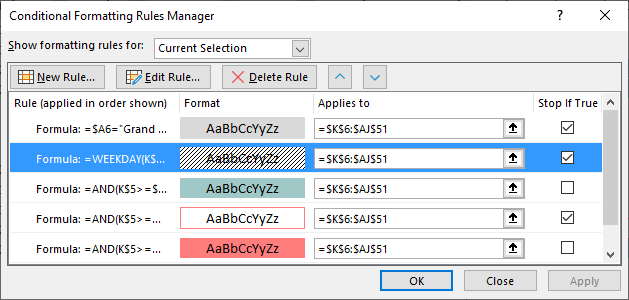 Conditional Formatting Rules Manager
Show formatting rules for: Current Selection
New Rule... Edit Rule... Delete Rule
Rule (applied in order shown) Format Applies to Stop If True
Formula: =$A6="Grand ... AaBbCcYyZz =$K$6:$AJ$51
Formula: =WEEKDAY(K$... AaBbCcYyZz =$K$6:$AJ$51
Formula: =AND(K$5>=$... AaBbCcYyZz =$K$6:$AJ$51
Formula: =AND(K$5>=... AaBbCcYyZz =$K$6:$AJ$51
Formula: =AND(K$5>=... AaBbCcYyZz =$K$6:$AJ$51
OK Close Apply